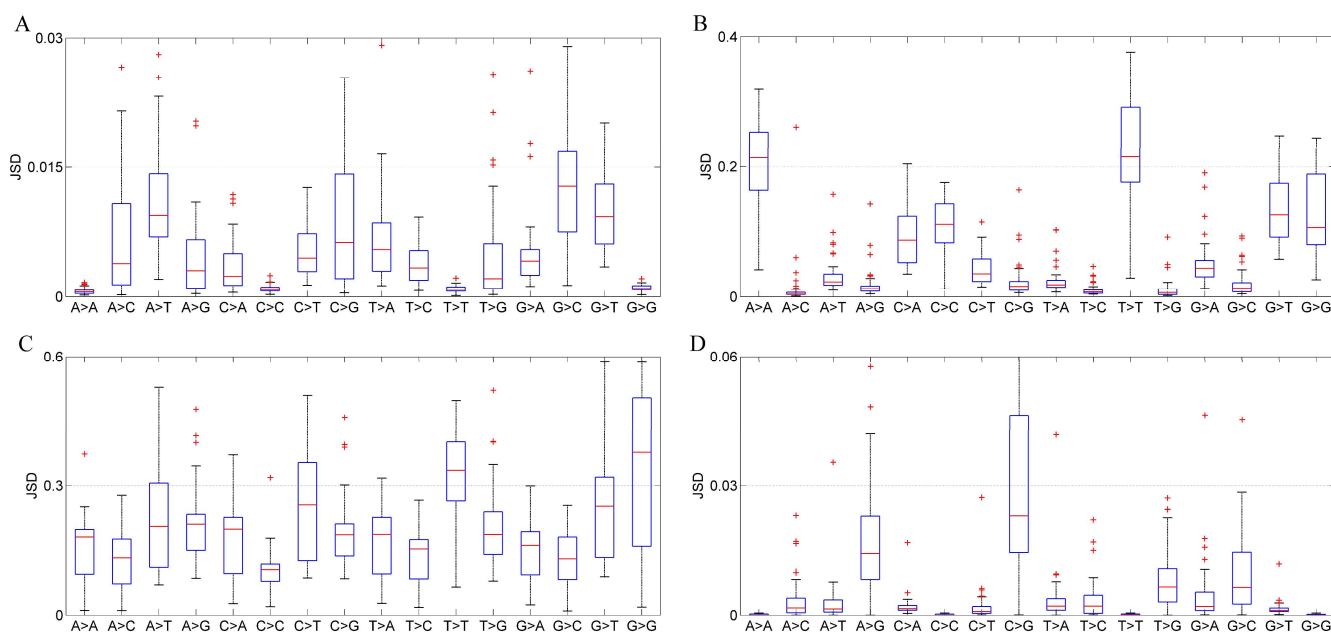 A
B
0.03
0.4
JSD
0.015
JSD
0.2
0
0
A>A A>C A>T A>G C>A C>C C>T C>G T>A T>C T>T T>G G>A G>C G>T G>G
A>A A>C A>T A>G C>A C>C C>T C>G T>A T>C T>T T>G G>A G>C G>T G>G
C
D
0.6
0.06
JSD
0.3
JSD
0.03
0
0
A>A A>C A>T A>G C>A C>C C>T C>G T>A T>C T>T T>G G>A G>C G>T G>G
A>A A>C A>T A>G C>A C>C C>T C>G T>A T>C T>T T>G G>A G>C G>T G>G